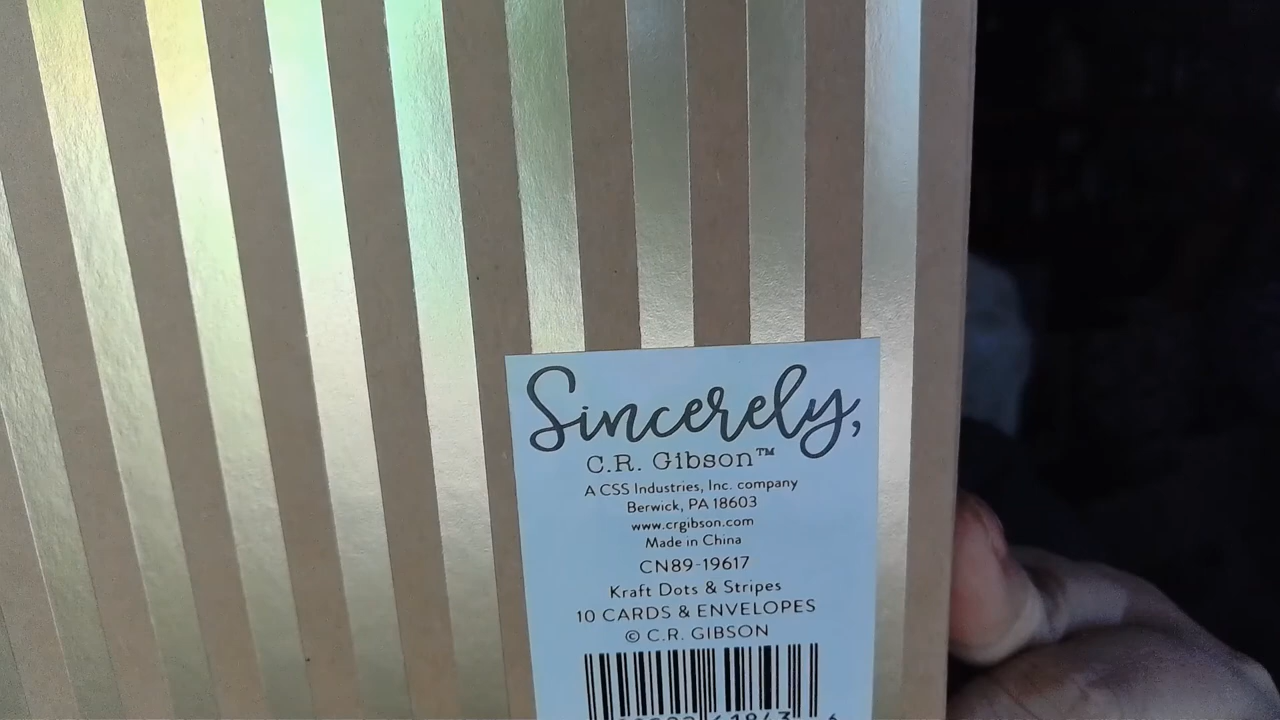 Sincerely,
C.R. Gibson™
A CSS Industries, Inc. company
Berwick, PA 18603
www.crgibson.com
Made in China
CN89-19617
Kraft Dots & Stripes
10 CARDS & ENVELOPES
© C.R. GIBSON